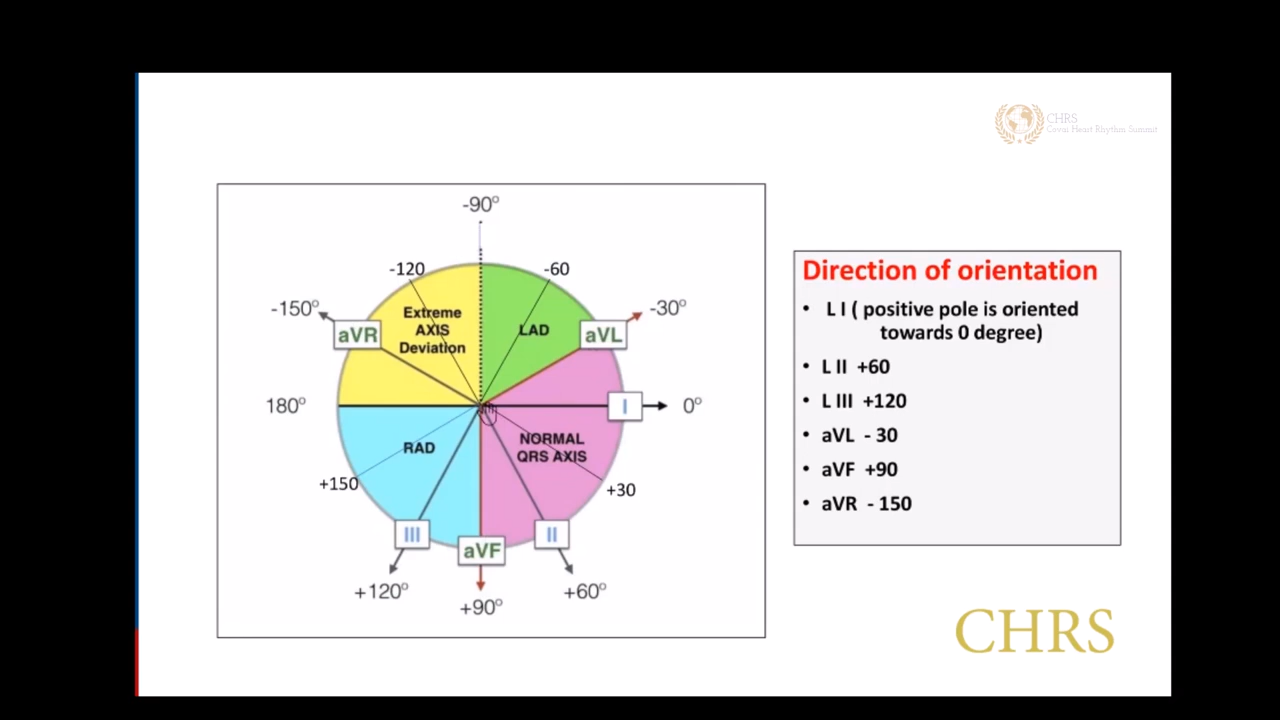 CHRS
Cavai Heart Rhythm Summit
-90°
-120
-60
-150°
-30°
aVR
Extreme
AXIS
Deviation
LAD
aVL
180°
I
0°
RAD
NORMAL
QRS AXIS
+150
+30
III
aVF
II
+120°
+90°
+60°
Direction of orientation
• L I ( positive pole is oriented
towards 0 degree)
• L II +60
• L III +120
• aVL - 30
• aVF +90
• aVR - 150
CHRS